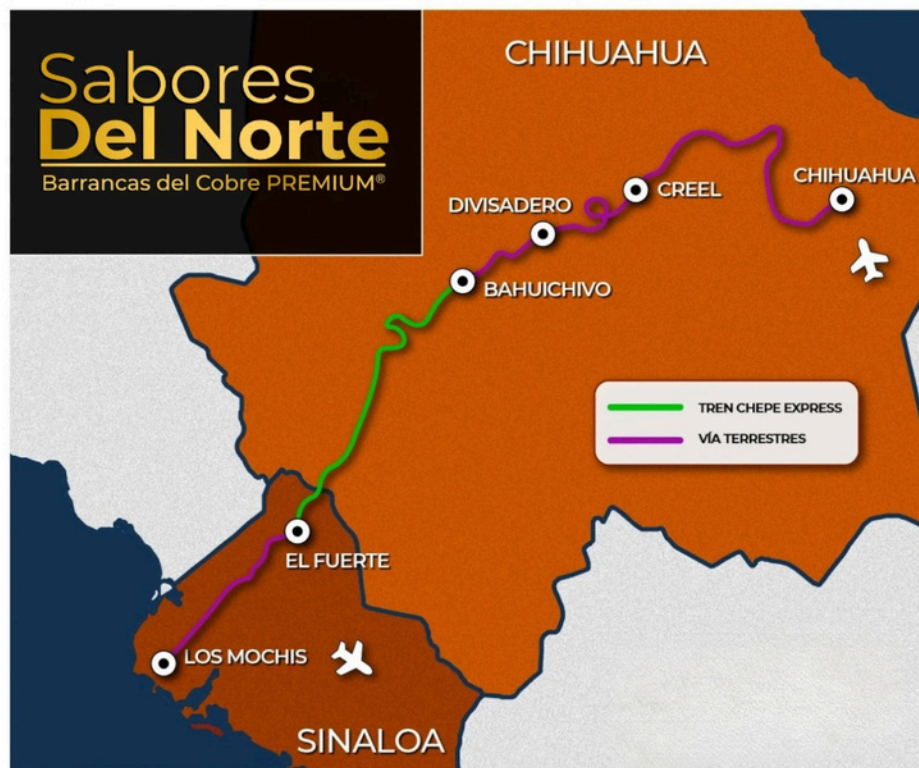 Sabores
Del Norte
Barrancas del Cobre PREMIUM®
CHIHUAHUA
CHIHUAHUA
CREEL
DIVISADERO
BAHUICHIVO
TREN CHEPE EXPRESS
VÍA TERRESTRES
EL FUERTE
LOS MOCHIS
SINALOA